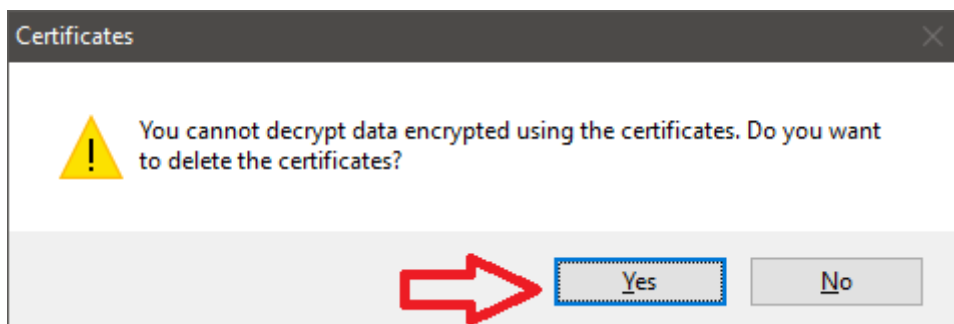 Certificates
You cannot decrypt data encrypted using the certificates. Do you want
to delete the certificates?
Yes
No